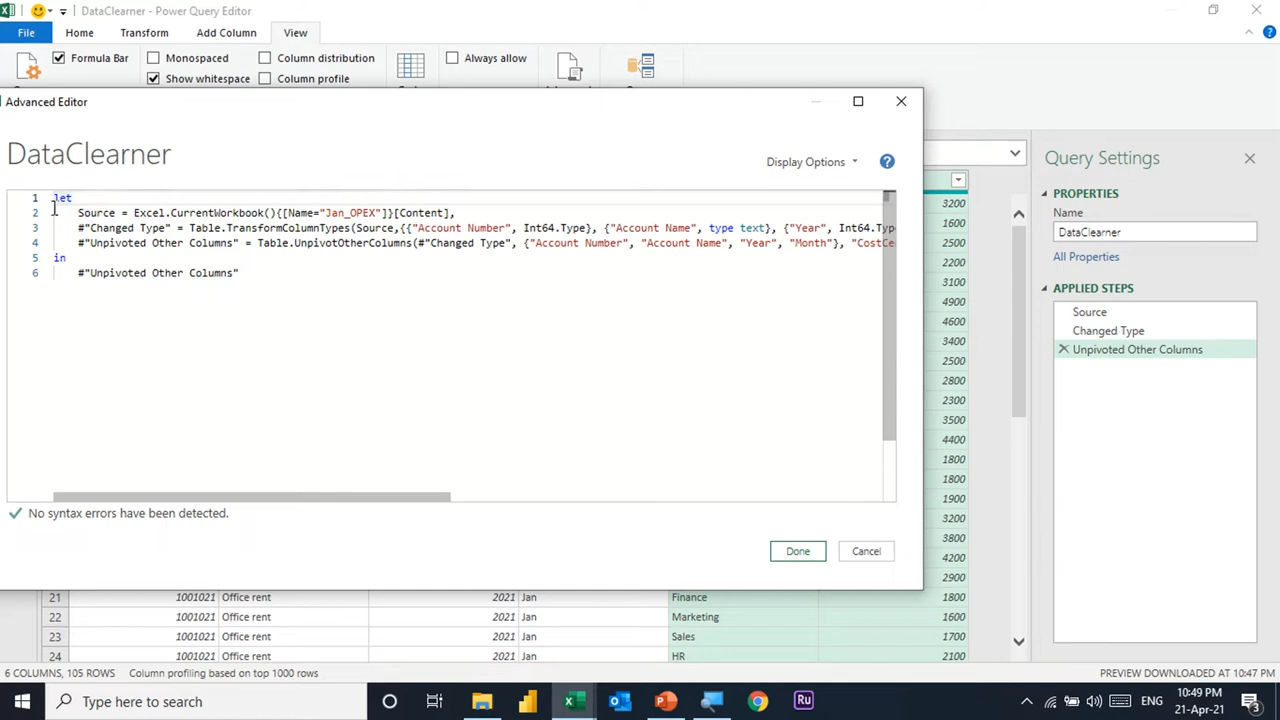 DataClearner - Power Query Editor
File Home Transform Add Column View
Formula Bar Monospaced Column distribution Always allow
Show whitespace Column profile
Advanced Editor
DataClearner
Display Options
1 let
2 Source = Excel.CurrentWorkbook(){[Name="Jan_OPEX"]}[Content],
3 #"Changed Type" = Table.TransformColumnTypes(Source,{{"Account Number", Int64.Type}, {"Account Name", type text}, {"Year", Int64.Typ
4 #"Unpivoted Other Columns" = Table.UnpivotOtherColumns(#"Changed Type", {"Account Number", "Account Name", "Year", "Month"}, "CostCe
5 in
6 #"Unpivoted Other Columns"
No syntax errors have been detected.
Done Cancel
3200
1600
2500
2200
3100
4900
4600
3400
2500
2800
3500
4400
1800
1800
1900
3200
3800
4200
2900
21 1001021 Office rent 2021 Jan Finance 1800
22 1001021 Office rent 2021 Jan Marketing 1600
23 1001021 Office rent 2021 Jan Sales 1700
24 1001021 Office rent 2021 Jan HR 2100
Query Settings
PROPERTIES
Name
DataClearner
All Properties
APPLIED STEPS
Source
Changed Type
Unpivoted Other Columns
6 COLUMNS, 105 ROWS Column profiling based on top 1000 rows PREVIEW DOWNLOADED AT 10:47 PM
Type here to search
Ru
ENG
10:49 PM
21-Apr-21
3